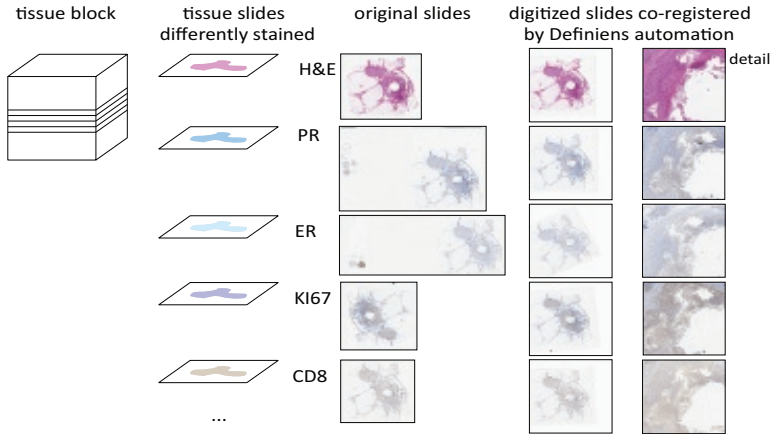 tissue block
tissue slides
differently stained
original slides
digitized slides co-registered
by Definiens automation
detail
H&E
PR
ER
KI67
CD8
...